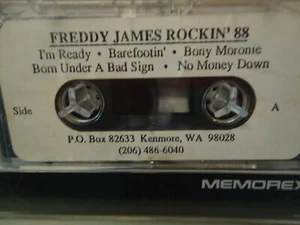 FREDDY JAMES ROCKIN' 88
I'm Ready • Barefootin' • Bony Moronie
Born Under A Bad Sign • No Money Down
Side A
P.O. Box 82633 Kenmore, WA 98028
(206) 486-6040
MEMOREX